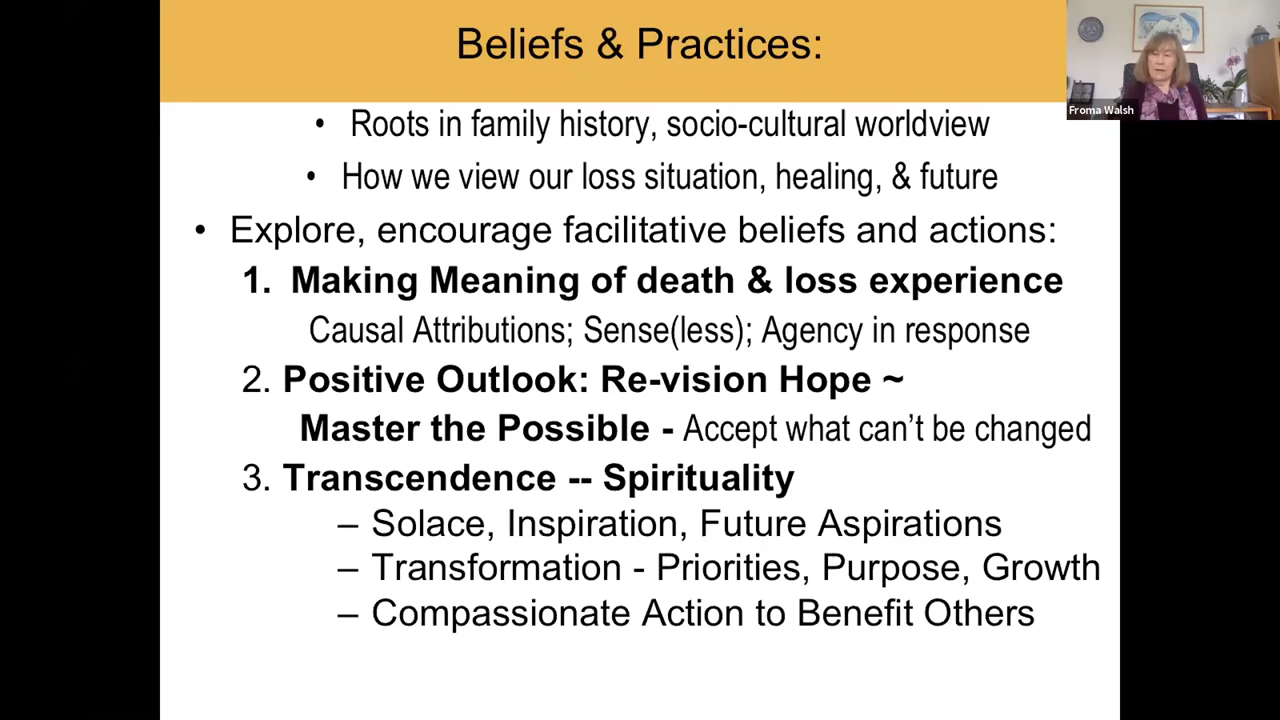 Beliefs & Practices:
Froma Walsh
• Roots in family history, socio-cultural worldview
• How we view our loss situation, healing, & future
• Explore, encourage facilitative beliefs and actions:
1. Making Meaning of death & loss experience
Causal Attributions; Sense(less); Agency in response
2. Positive Outlook: Re-vision Hope ~
Master the Possible - Accept what can’t be changed
3. Transcendence -- Spirituality
– Solace, Inspiration, Future Aspirations
– Transformation - Priorities, Purpose, Growth
– Compassionate Action to Benefit Others